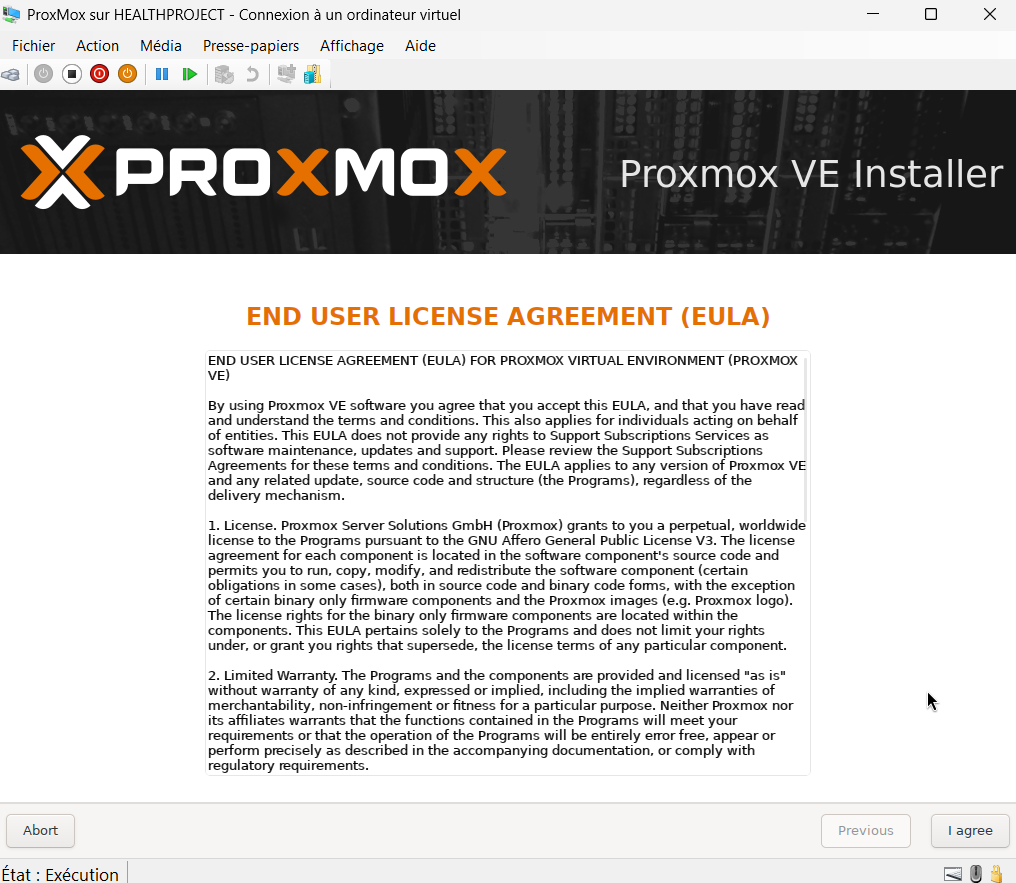 ProxMox sur HEALTHPROJECT - Connexion à un ordinateur virtuel
Fichier Action Média Presse-papiers Affichage Aide
PROXMOX
Proxmox VE Installer
END USER LICENSE AGREEMENT (EULA)
END USER LICENSE AGREEMENT (EULA) FOR PROXMOX VIRTUAL ENVIRONMENT (PROXMOX
VE)
By using Proxmox VE software you agree that you accept this EULA, and that you have read
and understand the terms and conditions. This also applies for individuals acting on behalf
of entities. This EULA does not provide any rights to Support Subscriptions Services as
software maintenance, updates and support. Please review the Support Subscriptions
Agreements for these terms and conditions. The EULA applies to any version of Proxmox VE
and any related update, source code and structure (the Programs), regardless of the
delivery mechanism.
1. License. Proxmox Server Solutions GmbH (Proxmox) grants to you a perpetual, worldwide
license to the Programs pursuant to the GNU Affero General Public License V3. The license
agreement for each component is located in the software component's source code and
permits you to run, copy, modify, and redistribute the software component (certain
obligations in some cases), both in source code and binary code forms, with the exception
of certain binary only firmware components and the Proxmox images (e.g. Proxmox logo).
The license rights for the binary only firmware components are located within the
components. This EULA pertains solely to the Programs and does not limit your rights
under, or grant you rights that supersede, the license terms of any particular component.
2. Limited Warranty. The Programs and the components are provided and licensed "as is"
without warranty of any kind, expressed or implied, including the implied warranties of
merchantability, non-infringement or fitness for a particular purpose. Neither Proxmox nor
its affiliates warrants that the functions contained in the Programs will meet your
requirements or that the operation of the Programs will be entirely error free, appear or
perform precisely as described in the accompanying documentation, or comply with
regulatory requirements.
Abort Previous I agree
État : Exécution